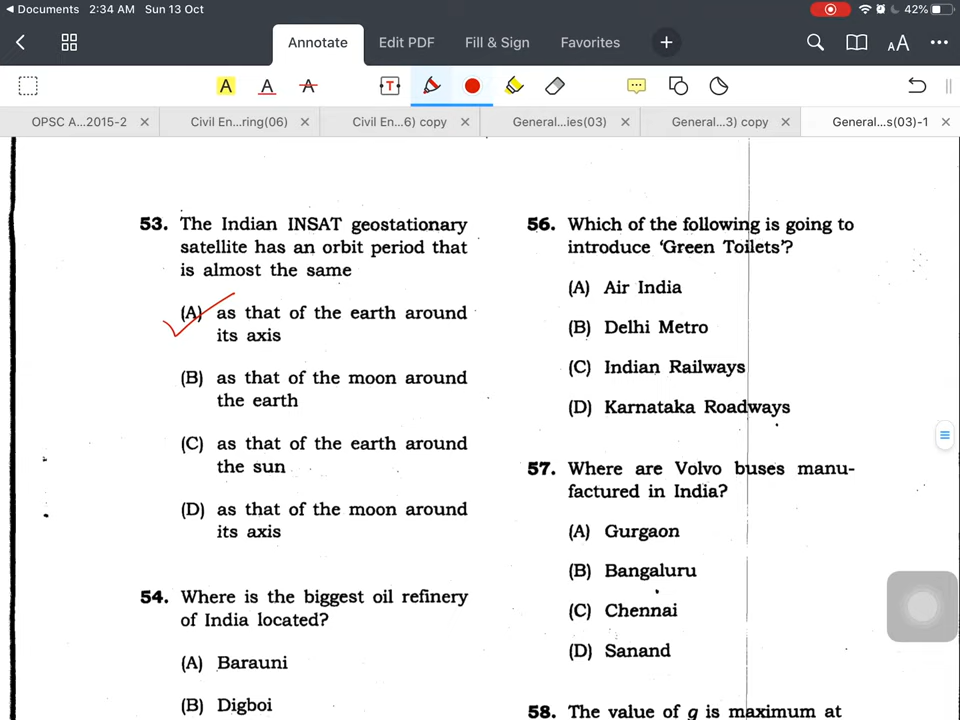 Documents 2:34 AM Sun 13 Oct 42%
Annotate Edit PDF Fill & Sign Favorites
A A A T
OPSC A...2015-2 Civil En...ring(06) Civil En...6) copy General...ies(03) General...3) copy General...s(03)-1
53. The Indian INSAT geostationary
satellite has an orbit period that
is almost the same
(A) as that of the earth around
its axis
(B) as that of the moon around
the earth
(C) as that of the earth around
the sun
(D) as that of the moon around
its axis
54. Where is the biggest oil refinery
of India located?
(A) Barauni
(B) Digboi
56. Which of the following is going to
introduce ‘Green Toilets’?
(A) Air India
(B) Delhi Metro
(C) Indian Railways
(D) Karnataka Roadways
57. Where are Volvo buses manu-
factured in India?
(A) Gurgaon
(B) Bangaluru
(C) Chennai
(D) Sanand
58. The value of g is maximum at